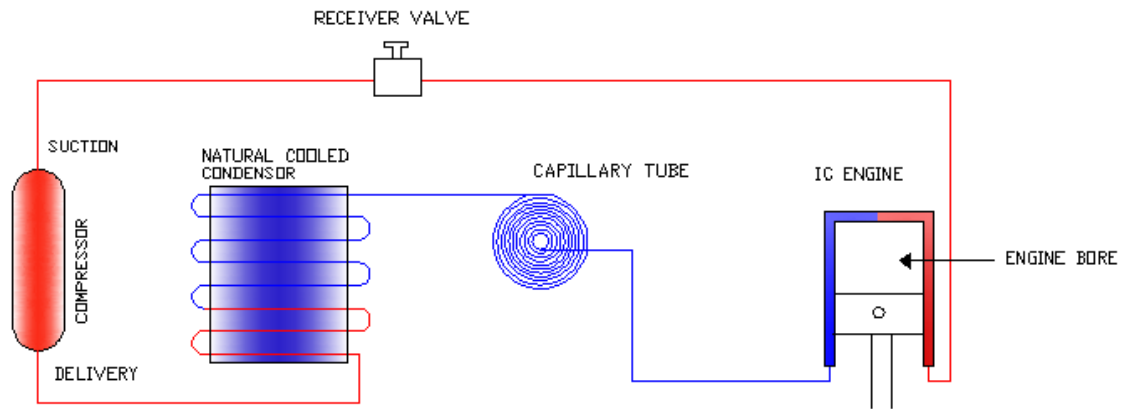 RECEIVER VALVE
SUCTION
NATURAL COOLED
CONDENSOR
CAPILLARY TUBE
IC ENGINE
COMPRESSOR
ENGINE BORE
DELIVERY